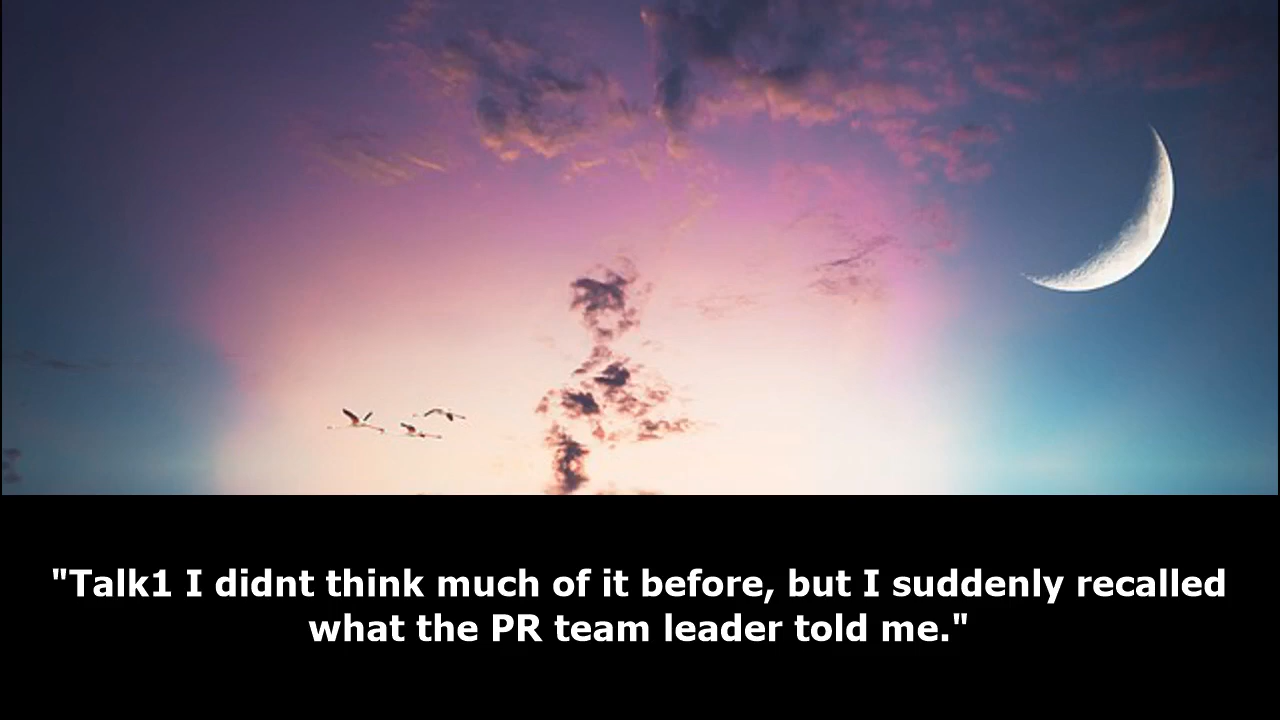 "Talk1 I didnt think much of it before, but I suddenly recalled
what the PR team leader told me."